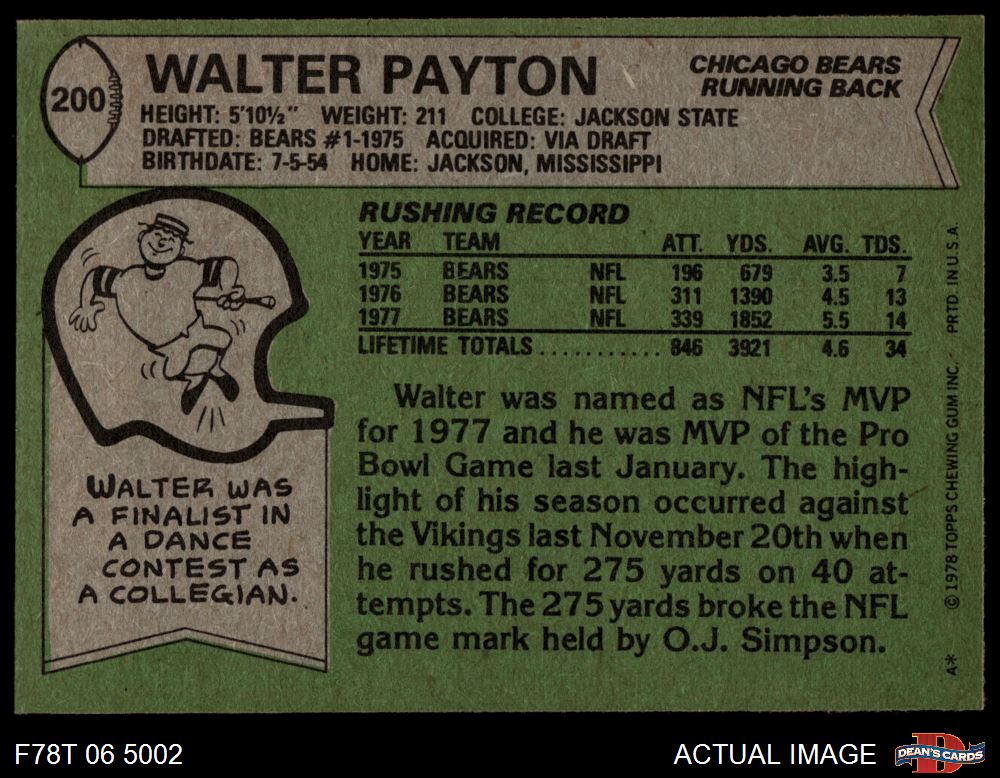 200
WALTER PAYTON
CHICAGO BEARS
RUNNING BACK
HEIGHT: 5'10½" WEIGHT: 211 COLLEGE: JACKSON STATE
DRAFTED: BEARS #1-1975 ACQUIRED: VIA DRAFT
BIRTHDATE: 7-5-54 HOME: JACKSON, MISSISSIPPI
RUSHING RECORD
YEAR TEAM ATT. YDS. AVG. TDS.
1975 BEARS NFL 196 679 3.5 7
1976 BEARS NFL 311 1390 4.5 13
1977 BEARS NFL 339 1852 5.5 14
LIFETIME TOTALS............ 846 3921 4.6 34
Walter was named as NFL's MVP
for 1977 and he was MVP of the Pro
Bowl Game last January. The high-
light of his season occurred against
the Vikings last November 20th when
he rushed for 275 yards on 40 at-
tempts. The 275 yards broke the NFL
game mark held by O.J. Simpson.
WALTER WAS
A FINALIST IN
A DANCE
CONTEST AS
A COLLEGIAN.
A* © 1978 TOPPS CHEWING GUM INC. PRTD. IN U.S.A.
F78T 06 5002
ACTUAL IMAGE
D
DEAN'S CARDS